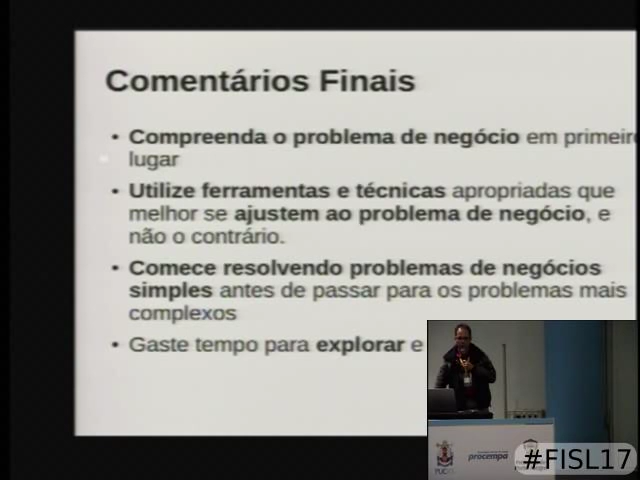 Comentários Finais
• Compreenda o problema de negócio em primeiro
lugar
• Utilize ferramentas e técnicas apropriadas que
melhor se ajustem ao problema de negócio, e
não o contrário.
• Comece resolvendo problemas de negócios
simples antes de passar para os problemas mais
complexos
• Gaste tempo para explorar e
procempa
#FISL17